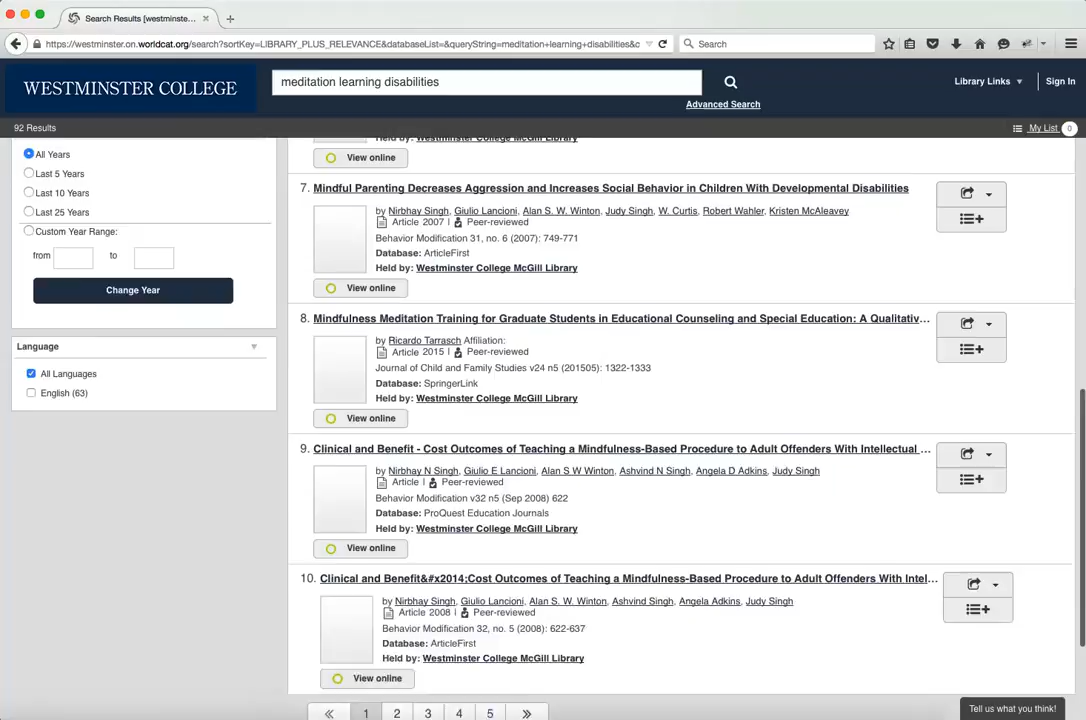 Search Results [westminste...
https://westminster.on.worldcat.org/search?sortKey=LIBRARY_PLUS_RELEVANCE&databaseList=&queryString=meditation+learning+disabilities&c
Search
WESTMINSTER COLLEGE
meditation learning disabilities
Advanced Search
Library Links
Sign In
92 Results
My List 0
All Years
Last 5 Years
Last 10 Years
Last 25 Years
Custom Year Range:
from to
Change Year
Language
All Languages
English (63)
Held by: Westminster College McGill Library
View online
7. Mindful Parenting Decreases Aggression and Increases Social Behavior in Children With Developmental Disabilities
by Nirbhay Singh, Giulio Lancioni, Alan S. W. Winton, Judy Singh, W. Curtis, Robert Wahler, Kristen McAleavey
Article 2007 | Peer-reviewed
Behavior Modification 31, no. 6 (2007): 749-771
Database: ArticleFirst
Held by: Westminster College McGill Library
View online
8. Mindfulness Meditation Training for Graduate Students in Educational Counseling and Special Education: A Qualitativ...
by Ricardo Tarrasch Affiliation:
Article 2015 | Peer-reviewed
Journal of Child and Family Studies v24 n5 (201505): 1322-1333
Database: SpringerLink
Held by: Westminster College McGill Library
View online
9. Clinical and Benefit - Cost Outcomes of Teaching a Mindfulness-Based Procedure to Adult Offenders With Intellectual ...
by Nirbhay N Singh, Giulio E Lancioni, Alan S W Winton, Ashvind N Singh, Angela D Adkins, Judy Singh
Article | Peer-reviewed
Behavior Modification v32 n5 (Sep 2008) 622
Database: ProQuest Education Journals
Held by: Westminster College McGill Library
View online
10. Clinical and Benefit&#x2014;Cost Outcomes of Teaching a Mindfulness-Based Procedure to Adult Offenders With Intel...
by Nirbhay Singh, Giulio Lancioni, Alan S. W. Winton, Ashvind Singh, Angela Adkins, Judy Singh
Article 2008 | Peer-reviewed
Behavior Modification 32, no. 5 (2008): 622-637
Database: ArticleFirst
Held by: Westminster College McGill Library
View online
« 1 2 3 4 5 »
Tell us what you think!